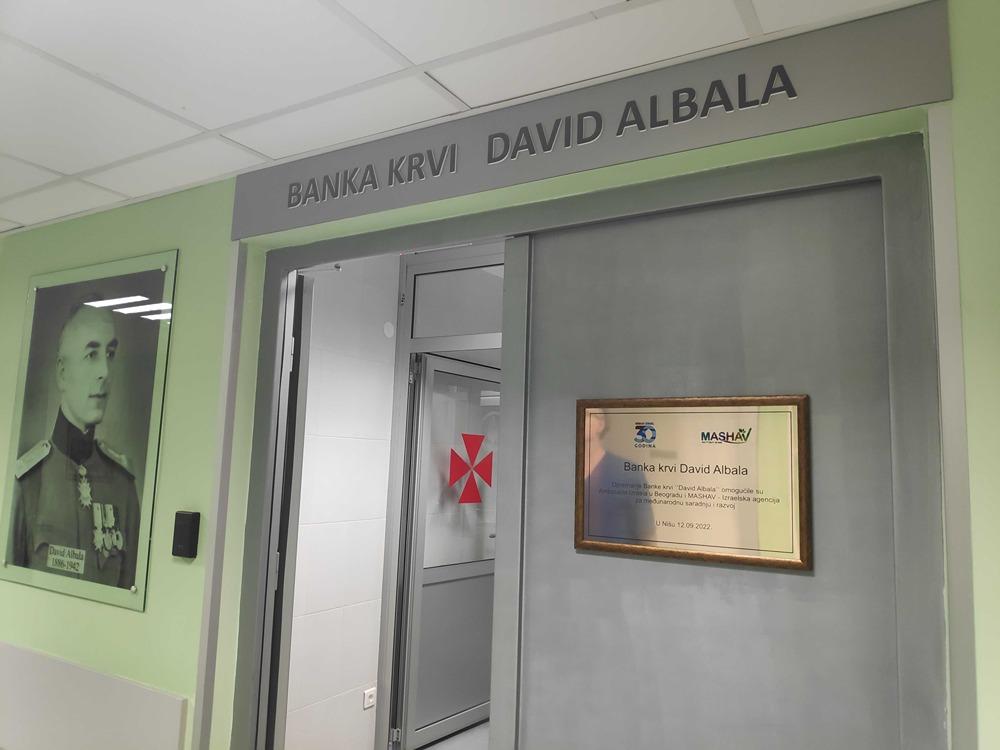 BANKA KRVI DAVID ALBALA
David Albala
1886-1942
30
GODINA
MASHAV
Banka krvi David Albala
Opremanje Banke krvi ''David Albala'' omogućile su
Ambasada Izraela u Beogradu i MASHAV - Izraelska agencija
za međunarodnu saradnju i razvoj
U Nišu 12.09.2022.